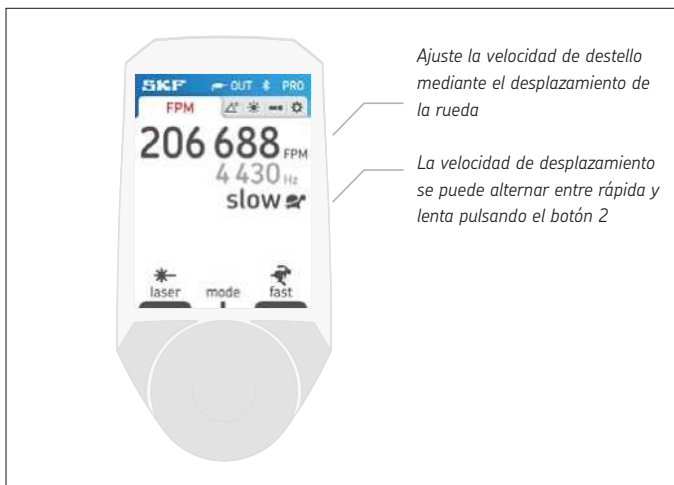 SKF OUT PRO
FPM
206 688 FPM
4 430 Hz
slow
laser mode fast
Ajuste la velocidad de destello
mediante el desplazamiento de
la rueda
La velocidad de desplazamiento
se puede alternar entre rápida y
lenta pulsando el botón 2